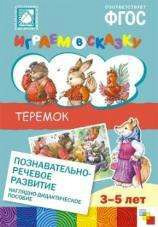 СООТВЕТСТВУЕТ
ФГОС
ИГРАЕМ В СКАЗКУ
ТЕРЕМОК
ПОЗНАВАТЕЛЬНО-
РЕЧЕВОЕ
РАЗВИТИЕ
НАГЛЯДНО-ДИДАКТИЧЕСКОЕ
ПОСОБИЕ
3–5 лет